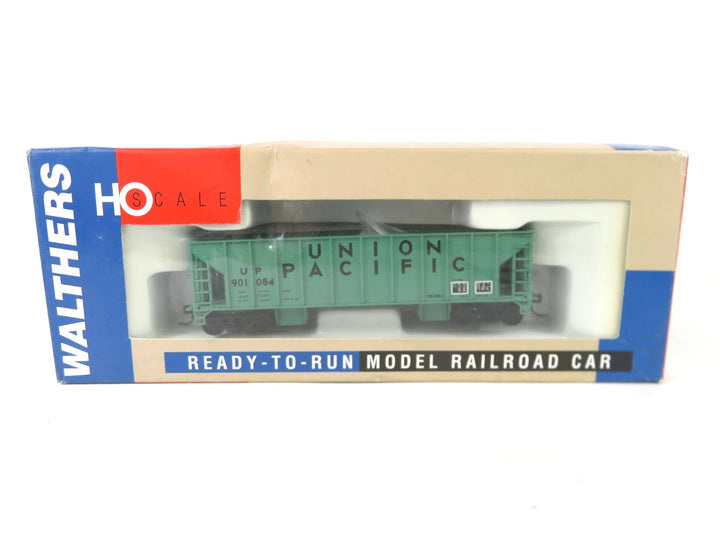 WALTHERS
HO SCALE
UNION
PACIFIC
UP
901084
READY-TO-RUN MODEL RAILROAD CAR